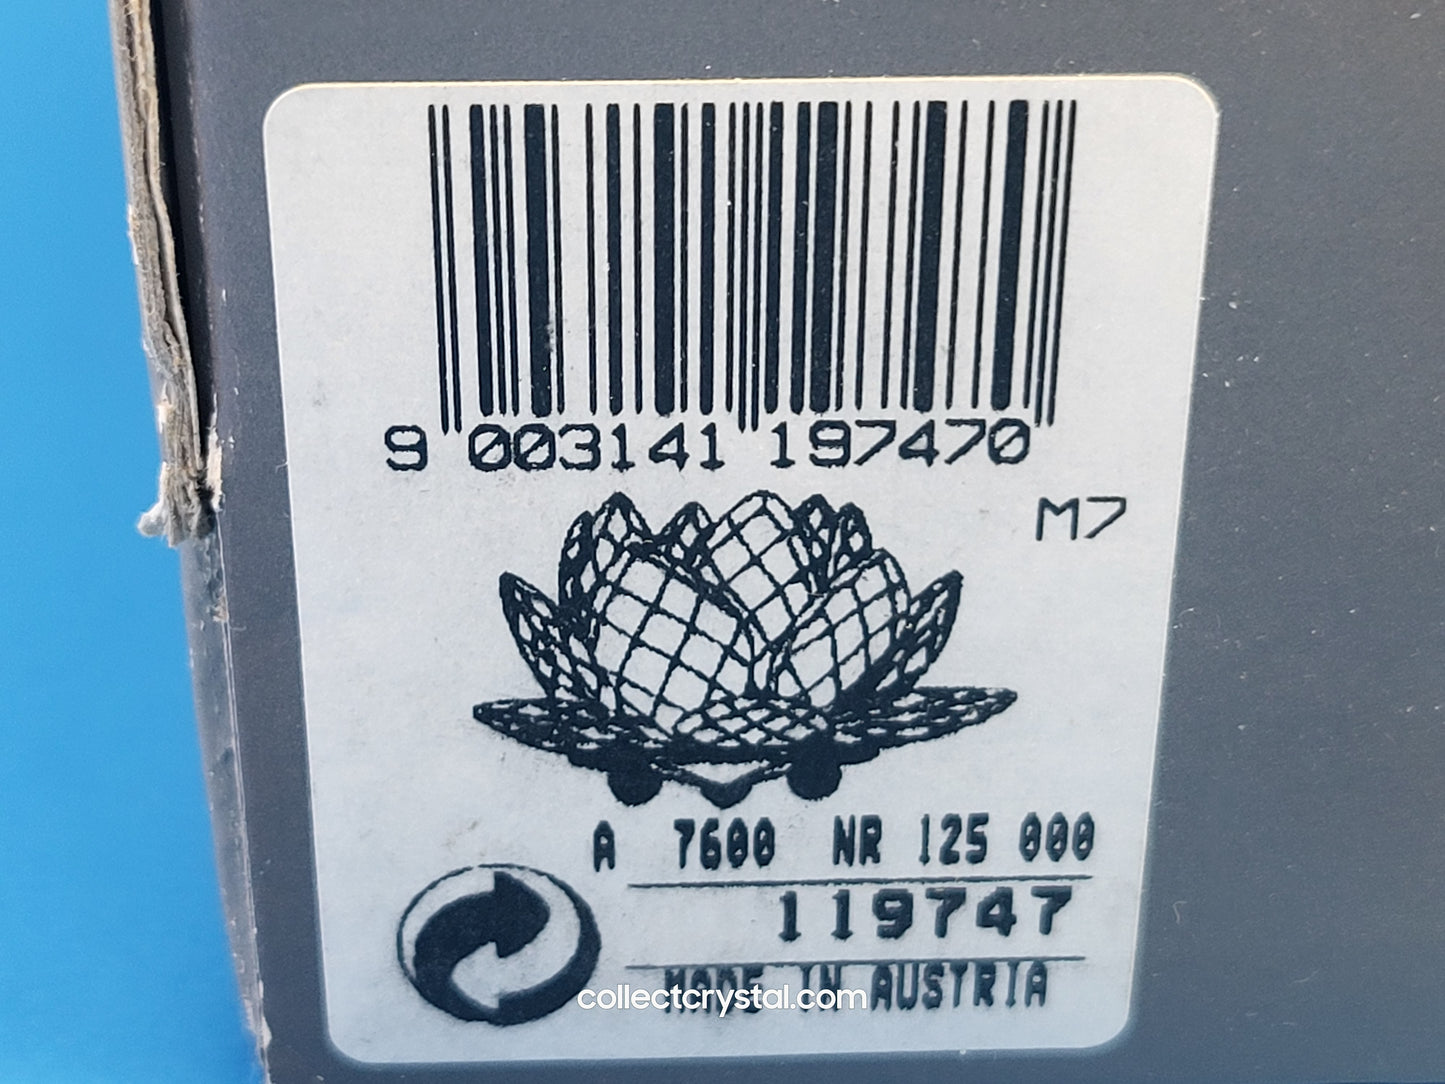 9 003141 197470
M7
A 7600 NR 125 000
119747
MADE IN AUSTRIA
collectcrystal.com